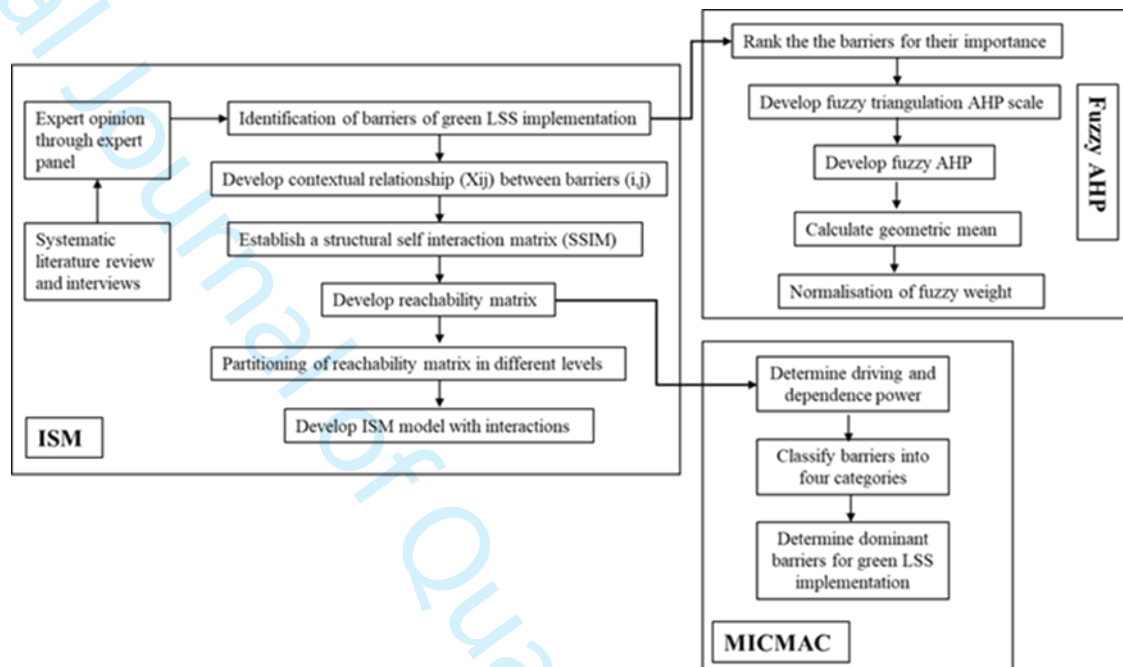 Expert opinion
through expert
panel
Systematic
literature review
and interviews
Identification of barriers of green LSS implementation
Develop contextual relationship (Xij) between barriers (i,j)
Establish a structural self interaction matrix (SSIM)
Develop reachability matrix
Partitioning of reachability matrix in different levels
Develop ISM model with interactions
ISM
Rank the the barriers for their importance
Develop fuzzy triangulation AHP scale
Develop fuzzy AHP
Calculate geometric mean
Normalisation of fuzzy weight
Fuzzy AHP
Determine driving and
dependence power
Classify barriers into
four categories
Determine dominant
barriers for green LSS
implementation
MICMAC
al Journal of Qua